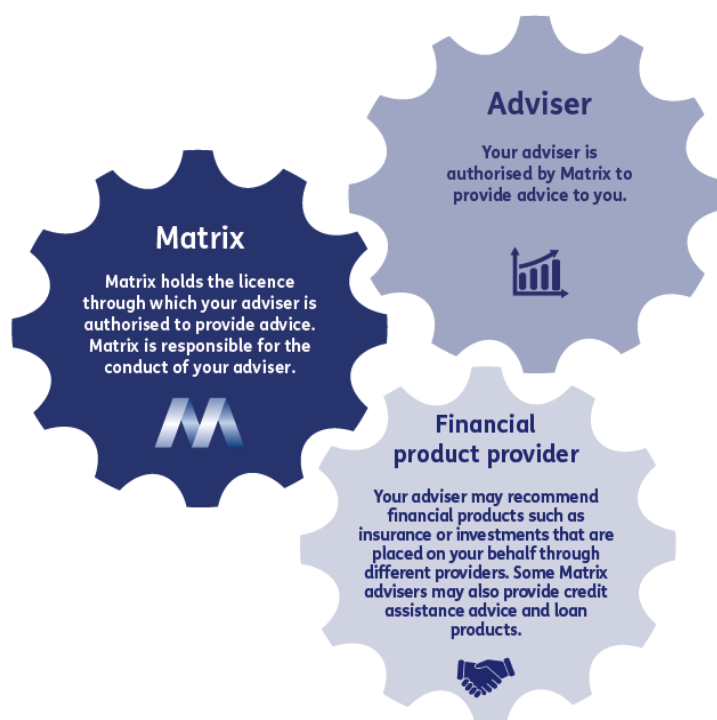 Adviser
Your adviser is
authorised by Matrix to
provide advice to you.
Matrix
Matrix holds the licence
through which your adviser is
authorised to provide advice.
Matrix is responsible for the
conduct of your adviser.
Financial
product provider
Your adviser may recommend
financial products such as
insurance or investments that are
placed on your behalf through
different providers. Some Matrix
advisers may also provide credit
assistance advice and loan
products.